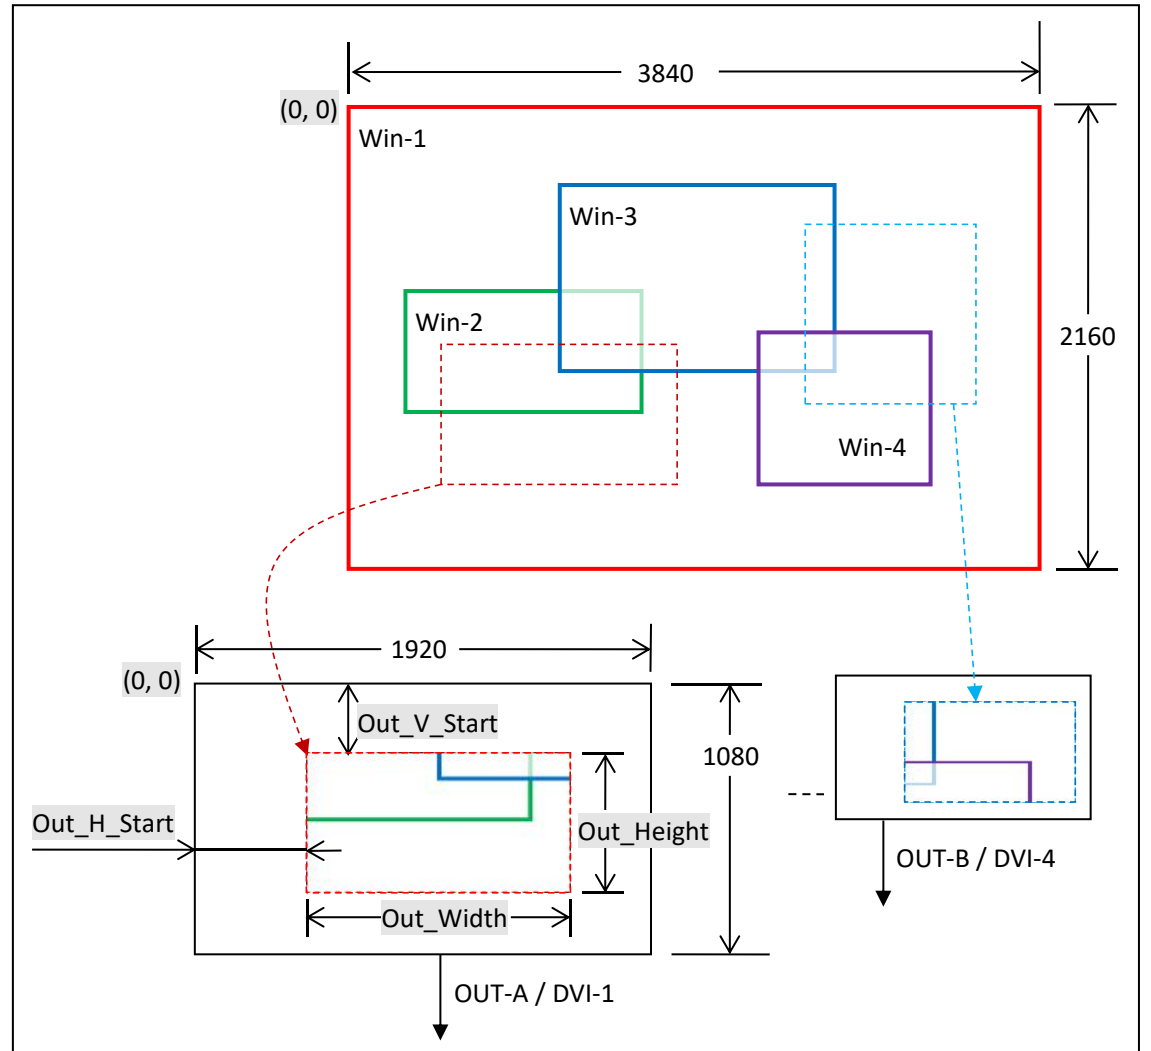 3840
(0, 0)
Win-1
Win-3
Win-2
2160
Win-4
1920
(0, 0)
Out_V_Start
1080
Out_H_Start
Out_Height
OUT-B / DVI-4
Out_Width
OUT-A / DVI-1